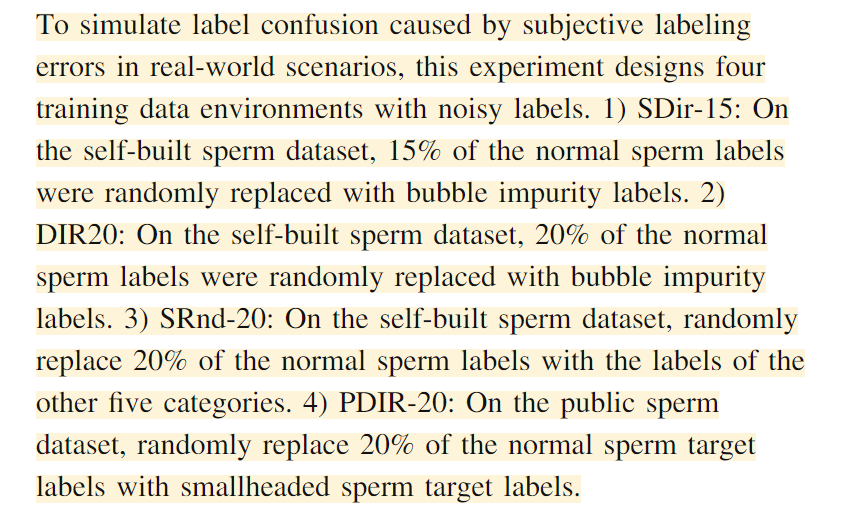 To simulate label confusion caused by subjective labeling
errors in real-world scenarios, this experiment designs four
training data environments with noisy labels. 1) SDir-15: On
the self-built sperm dataset, 15% of the normal sperm labels
were randomly replaced with bubble impurity labels. 2)
DIR20: On the self-built sperm dataset, 20% of the normal
sperm labels were randomly replaced with bubble impurity
labels. 3) SRnd-20: On the self-built sperm dataset, randomly
replace 20% of the normal sperm labels with the labels of the
other five categories. 4) PDIR-20: On the public sperm
dataset, randomly replace 20% of the normal sperm target
labels with smallheaded sperm target labels.